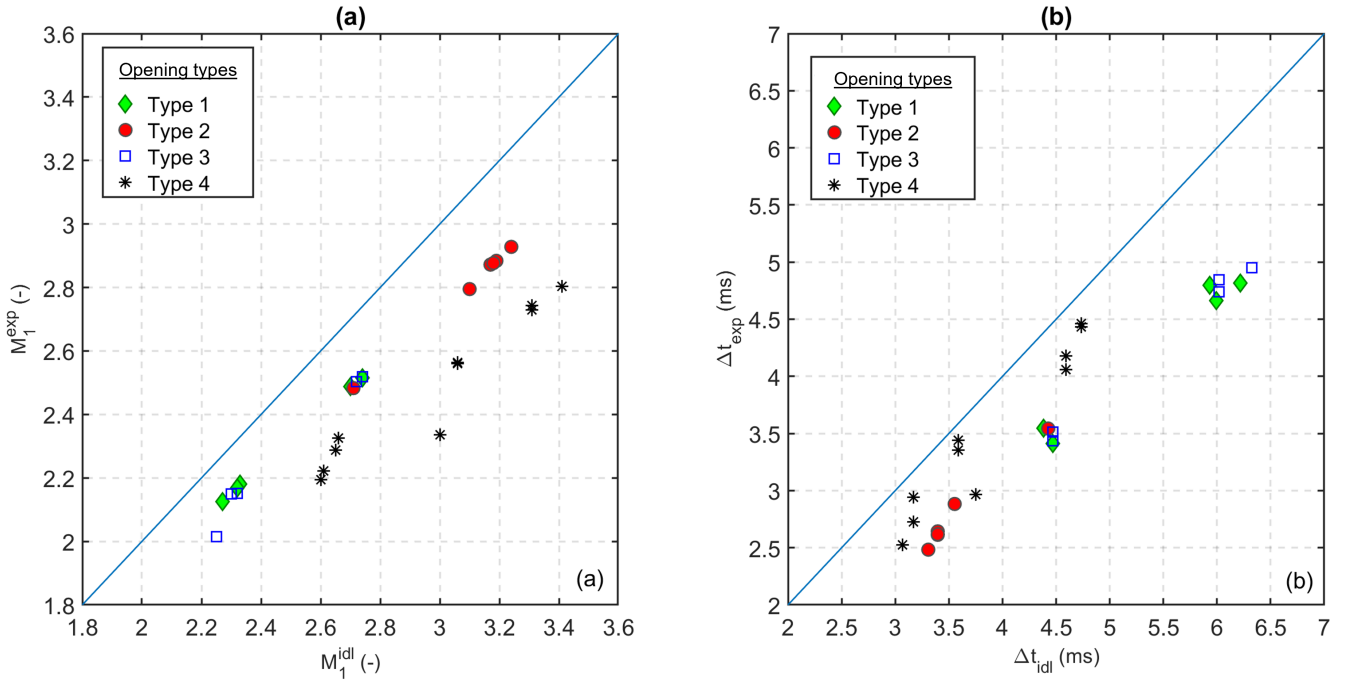 (a)
3.6
3.4
3.2
3
2.8
2.6
2.4
2.2
2
1.8
M₁ᵉˣᵖ (-)
Opening types
Type 1
Type 2
Type 3
Type 4
(a)
1.8 2 2.2 2.4 2.6 2.8 3 3.2 3.4 3.6
M₁ⁱᵈˡ (-)
(b)
7
6.5
6
5.5
5
4.5
4
3.5
3
2.5
2
Δt_exp (ms)
Opening types
Type 1
Type 2
Type 3
Type 4
(b)
2 2.5 3 3.5 4 4.5 5 5.5 6 6.5 7
Δt_idl (ms)